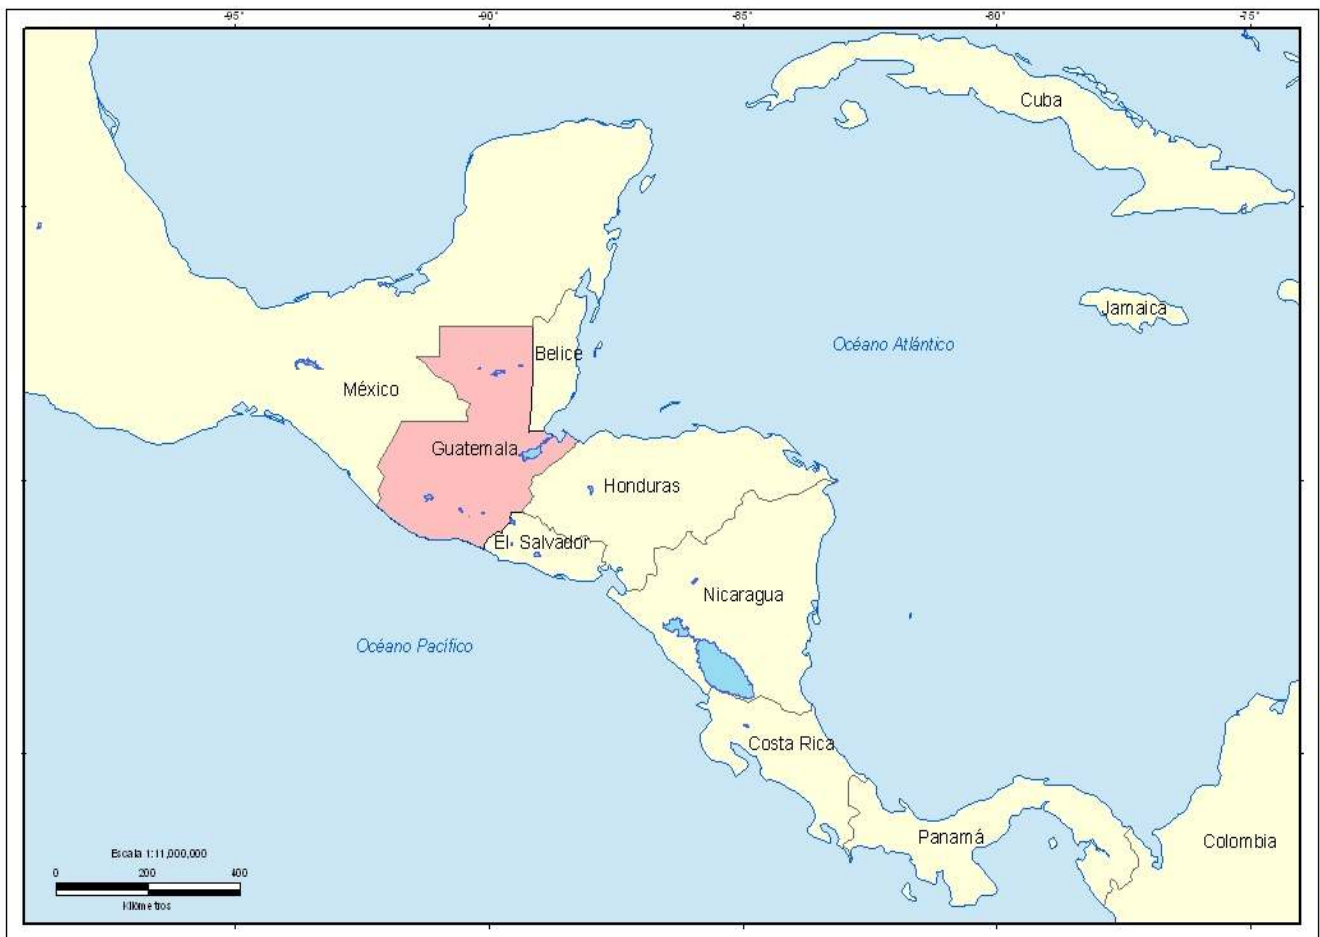 -95 -90 -85 -80 -75
Cuba
Jamaica
Océano Atlántico
Belice
México
Guatemala
Honduras
El Salvador
Nicaragua
Océano Pacífico
Costa Rica
Panamá
Colombia
Escala 1:11,000,000
0 200 400
Kilómetros